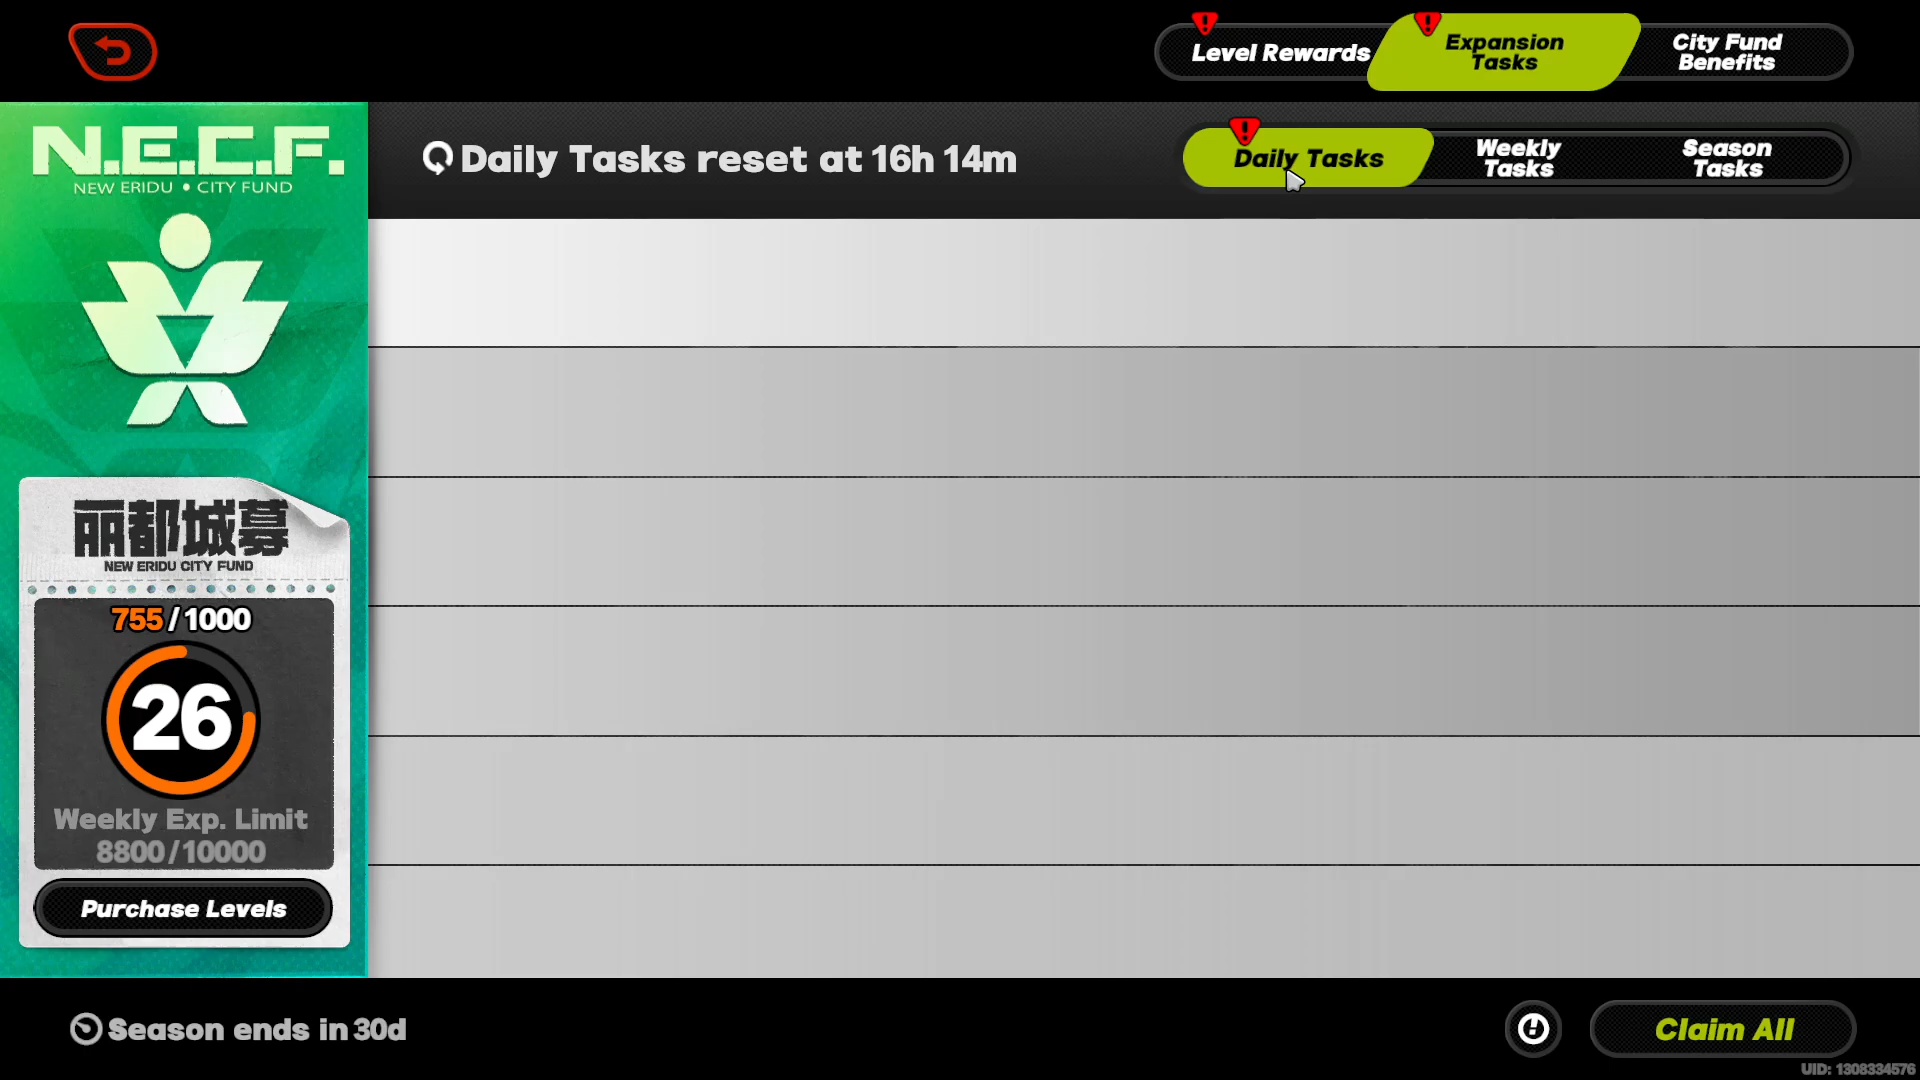 Level Rewards
Expansion
Tasks
City Fund
Benefits
N.E.C.F.
NEW ERIDU • CITY FUND
Daily Tasks reset at 16h 14m
Daily Tasks
Weekly
Tasks
Season
Tasks
丽都城募
NEW ERIDU CITY FUND
755/1000
26
Weekly Exp. Limit
8800/10000
Purchase Levels
Season ends in 30d
Claim All
UID: 1308334576